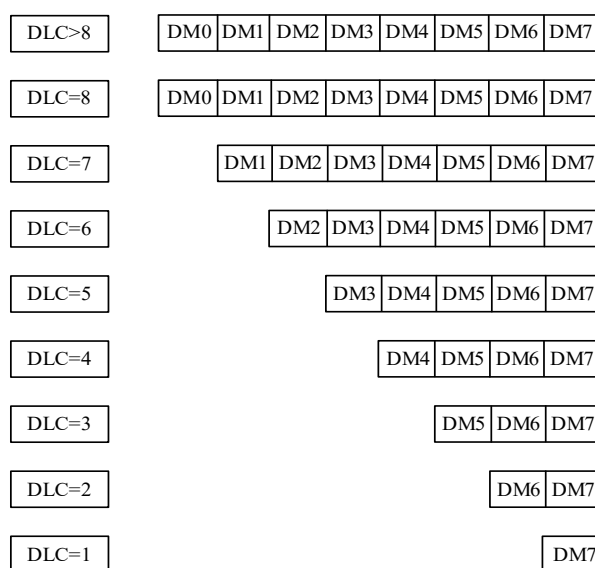 DLC>8 DM0 DM1 DM2 DM3 DM4 DM5 DM6 DM7
DLC=8 DM0 DM1 DM2 DM3 DM4 DM5 DM6 DM7
DLC=7 DM1 DM2 DM3 DM4 DM5 DM6 DM7
DLC=6 DM2 DM3 DM4 DM5 DM6 DM7
DLC=5 DM3 DM4 DM5 DM6 DM7
DLC=4 DM4 DM5 DM6 DM7
DLC=3 DM5 DM6 DM7
DLC=2 DM6 DM7
DLC=1 DM7